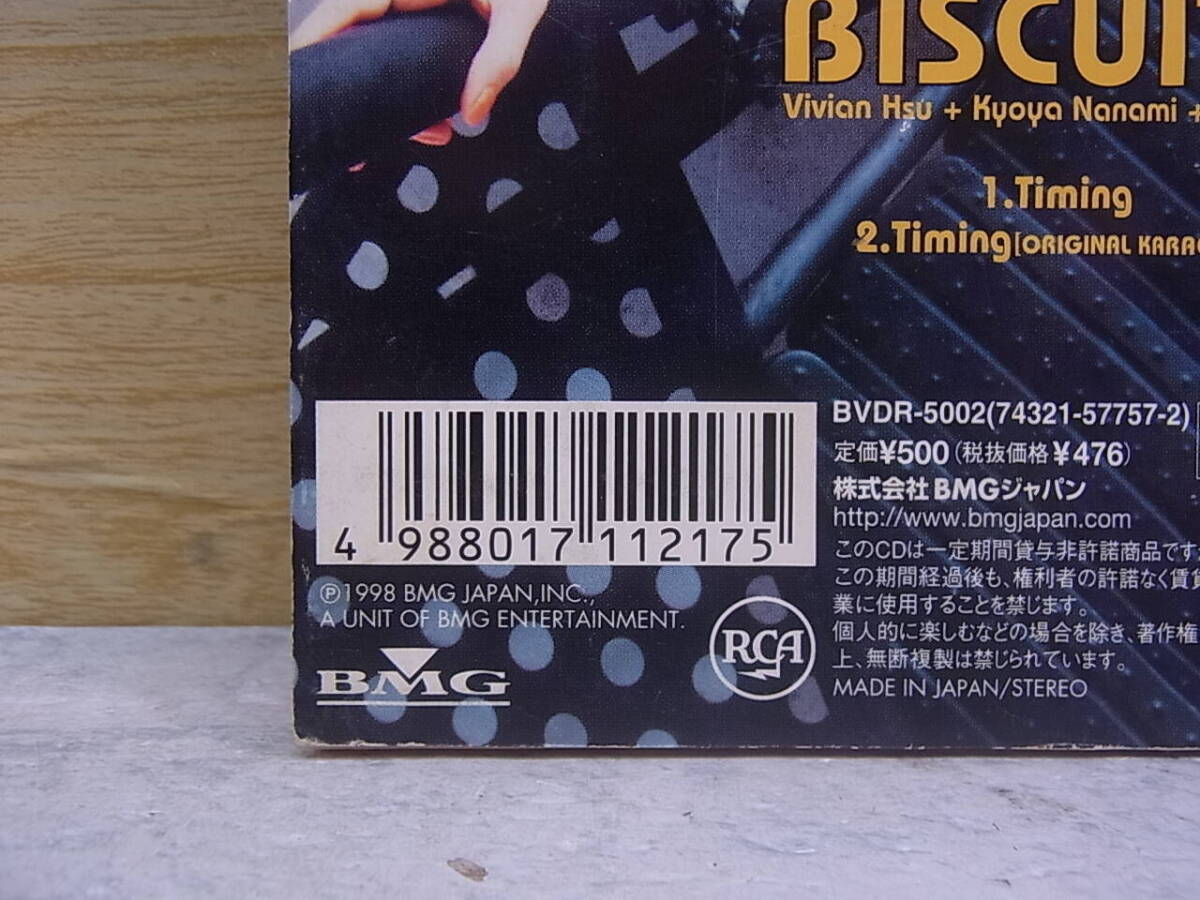 BISCUIT
Vivian Hsu + Kyoya Nanami +
1.Timing
2.Timing[ORIGINAL KARAO
BVDR-5002(74321-57757-2)
定価¥500(税抜価格¥476)
株式会社BMGジャパン
http://www.bmgjapan.com
このCDは一定期間貸与非許諾商品です。
この期間経過後も、権利者の許諾なく賃貸
業に使用することを禁じます。
個人的に楽しむなどの場合を除き、著作権
上、無断複製は禁じられています。
MADE IN JAPAN/STEREO
4 988017 112175
Ⓟ1998 BMG JAPAN,INC.,
A UNIT OF BMG ENTERTAINMENT.
BMG
RCA